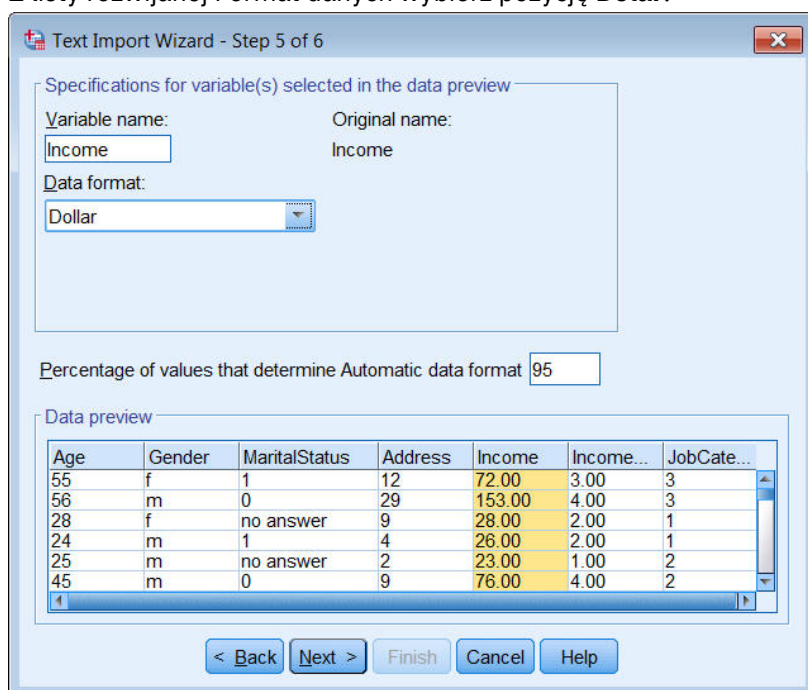 Text Import Wizard - Step 5 of 6
Specifications for variable(s) selected in the data preview
Variable name: Original name:
Income Income
Data format:
Dollar
Percentage of values that determine Automatic data format 95
Data preview
Age Gender MaritalStatus Address Income Income... JobCate...
55 f 1 12 72.00 3.00 3
56 m 0 29 153.00 4.00 3
28 f no answer 9 28.00 2.00 1
24 m 1 4 26.00 2.00 1
25 m no answer 2 23.00 1.00 2
45 m 0 9 76.00 4.00 2
< Back Next > Finish Cancel Help